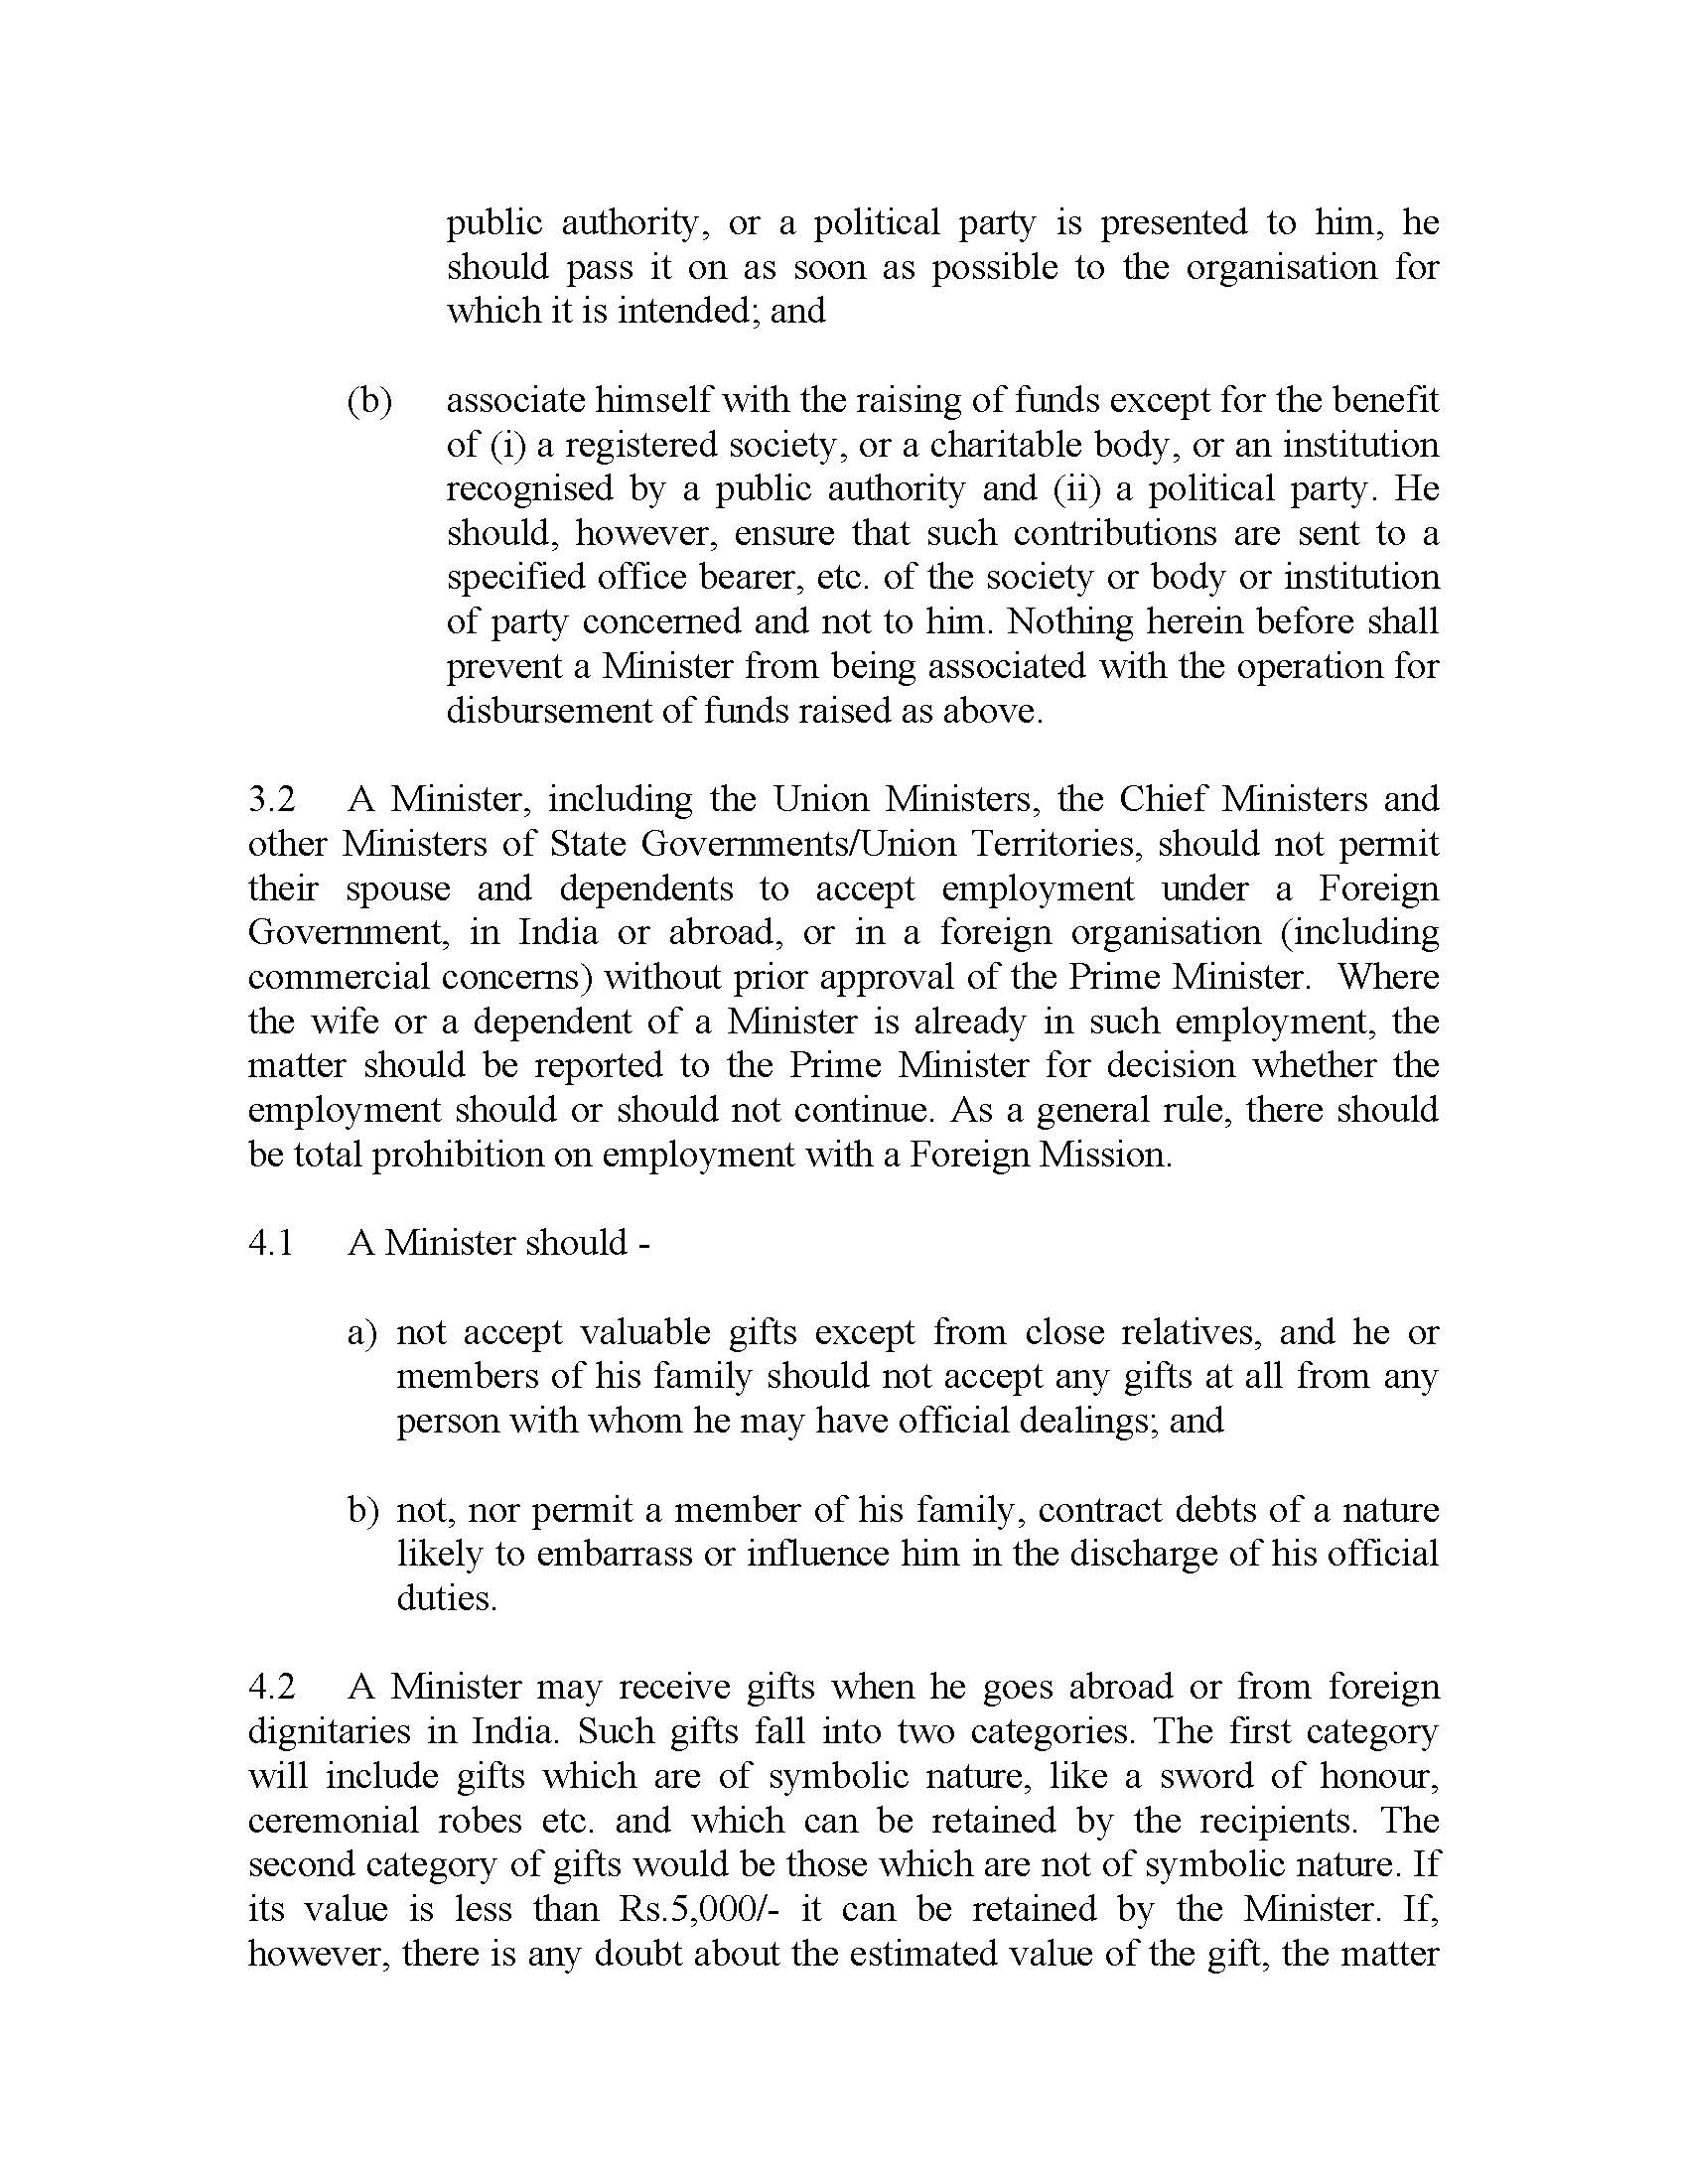 public authority, or a political party is presented to him, he
should pass it on as soon as possible to the organisation for
which it is intended; and
(b) associate himself with the raising of funds except for the benefit
of (i) a registered society, or a charitable body, or an institution
recognised by a public authority and (ii) a political party. He
should, however, ensure that such contributions are sent to a
specified office bearer, etc. of the society or body or institution
of party concerned and not to him. Nothing herein before shall
prevent a Minister from being associated with the operation for
disbursement of funds raised as above.
3.2 A Minister, including the Union Ministers, the Chief Ministers and
other Ministers of State Governments/Union Territories, should not permit
their spouse and dependents to accept employment under a Foreign
Government, in India or abroad, or in a foreign organisation (including
commercial concerns) without prior approval of the Prime Minister. Where
the wife or a dependent of a Minister is already in such employment, the
matter should be reported to the Prime Minister for decision whether the
employment should or should not continue. As a general rule, there should
be total prohibition on employment with a Foreign Mission.
4.1 A Minister should -
a) not accept valuable gifts except from close relatives, and he or
members of his family should not accept any gifts at all from any
person with whom he may have official dealings; and
b) not, nor permit a member of his family, contract debts of a nature
likely to embarrass or influence him in the discharge of his official
duties.
4.2 A Minister may receive gifts when he goes abroad or from foreign
dignitaries in India. Such gifts fall into two categories. The first category
will include gifts which are of symbolic nature, like a sword of honour,
ceremonial robes etc. and which can be retained by the recipients. The
second category of gifts would be those which are not of symbolic nature. If
its value is less than Rs.5,000/- it can be retained by the Minister. If,
however, there is any doubt about the estimated value of the gift, the matter